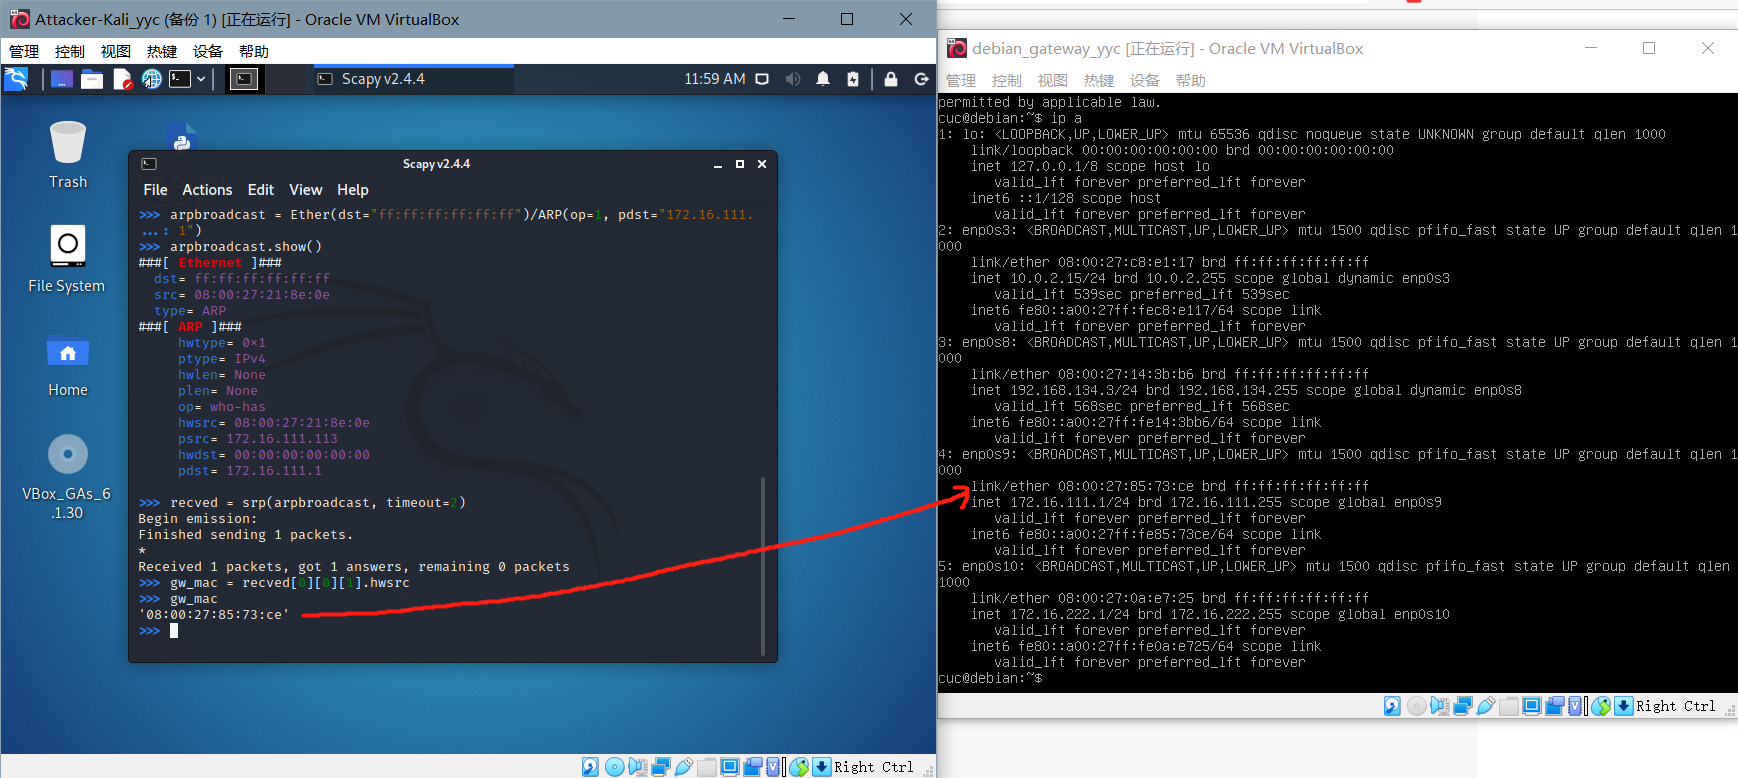 Attacker-Kali_yyc (备份 1) [正在运行] - Oracle VM VirtualBox
管理 控制 视图 热键 设备 帮助
Scapy v2.4.4
11:59 AM
Trash
File System
Home
VBox_GAs_6
.1.30
Scapy v2.4.4
File Actions Edit View Help
>>> arpbroadcast = Ether(dst="ff:ff:ff:ff:ff:ff")/ARP(op=1, pdst="172.16.111.
...: 1")
>>> arpbroadcast.show()
###[ Ethernet ]###
dst= ff:ff:ff:ff:ff:ff
src= 08:00:27:21:8e:0e
type= ARP
###[ ARP ]###
hwtype= 0×1
ptype= IPv4
hwlen= None
plen= None
op= who-has
hwsrc= 08:00:27:21:8e:0e
psrc= 172.16.111.113
hwdst= 00:00:00:00:00:00
pdst= 172.16.111.1
>>> recved = srp(arpbroadcast, timeout=2)
Begin emission:
Finished sending 1 packets.
*
Received 1 packets, got 1 answers, remaining 0 packets
>>> gw_mac = recved[0][0][1].hwsrc
>>> gw_mac
'08:00:27:85:73:ce'
>>>
Right Ctrl
debian_gateway_yyc [正在运行] - Oracle VM VirtualBox
管理 控制 视图 热键 设备 帮助
permitted by applicable law.
cuc@debian:~$ ip a
1: lo: <LOOPBACK,UP,LOWER_UP> mtu 65536 qdisc noqueue state UNKNOWN group default qlen 1000
link/loopback 00:00:00:00:00:00 brd 00:00:00:00:00:00
inet 127.0.0.1/8 scope host lo
valid_lft forever preferred_lft forever
inet6 ::1/128 scope host
valid_lft forever preferred_lft forever
2: enp0s3: <BROADCAST,MULTICAST,UP,LOWER_UP> mtu 1500 qdisc pfifo_fast state UP group default qlen 1
000
link/ether 08:00:27:c8:e1:17 brd ff:ff:ff:ff:ff:ff
inet 10.0.2.15/24 brd 10.0.2.255 scope global dynamic enp0s3
valid_lft 539sec preferred_lft 539sec
inet6 fe80::a00:27ff:fec8:e117/64 scope link
valid_lft forever preferred_lft forever
3: enp0s8: <BROADCAST,MULTICAST,UP,LOWER_UP> mtu 1500 qdisc pfifo_fast state UP group default qlen 1
000
link/ether 08:00:27:14:3b:b6 brd ff:ff:ff:ff:ff:ff
inet 192.168.134.3/24 brd 192.168.134.255 scope global dynamic enp0s8
valid_lft 568sec preferred_lft 568sec
inet6 fe80::a00:27ff:fe14:3bb6/64 scope link
valid_lft forever preferred_lft forever
4: enp0s9: <BROADCAST,MULTICAST,UP,LOWER_UP> mtu 1500 qdisc pfifo_fast state UP group default qlen 1
000
link/ether 08:00:27:85:73:ce brd ff:ff:ff:ff:ff:ff
inet 172.16.111.1/24 brd 172.16.111.255 scope global enp0s9
valid_lft forever preferred_lft forever
inet6 fe80::a00:27ff:fe85:73ce/64 scope link
valid_lft forever preferred_lft forever
5: enp0s10: <BROADCAST,MULTICAST,UP,LOWER_UP> mtu 1500 qdisc pfifo_fast state UP group default qlen
1000
link/ether 08:00:27:0a:e7:25 brd ff:ff:ff:ff:ff:ff
inet 172.16.222.1/24 brd 172.16.222.255 scope global enp0s10
valid_lft forever preferred_lft forever
inet6 fe80::a00:27ff:fe0a:e725/64 scope link
valid_lft forever preferred_lft forever
cuc@debian:~$
Right Ctrl